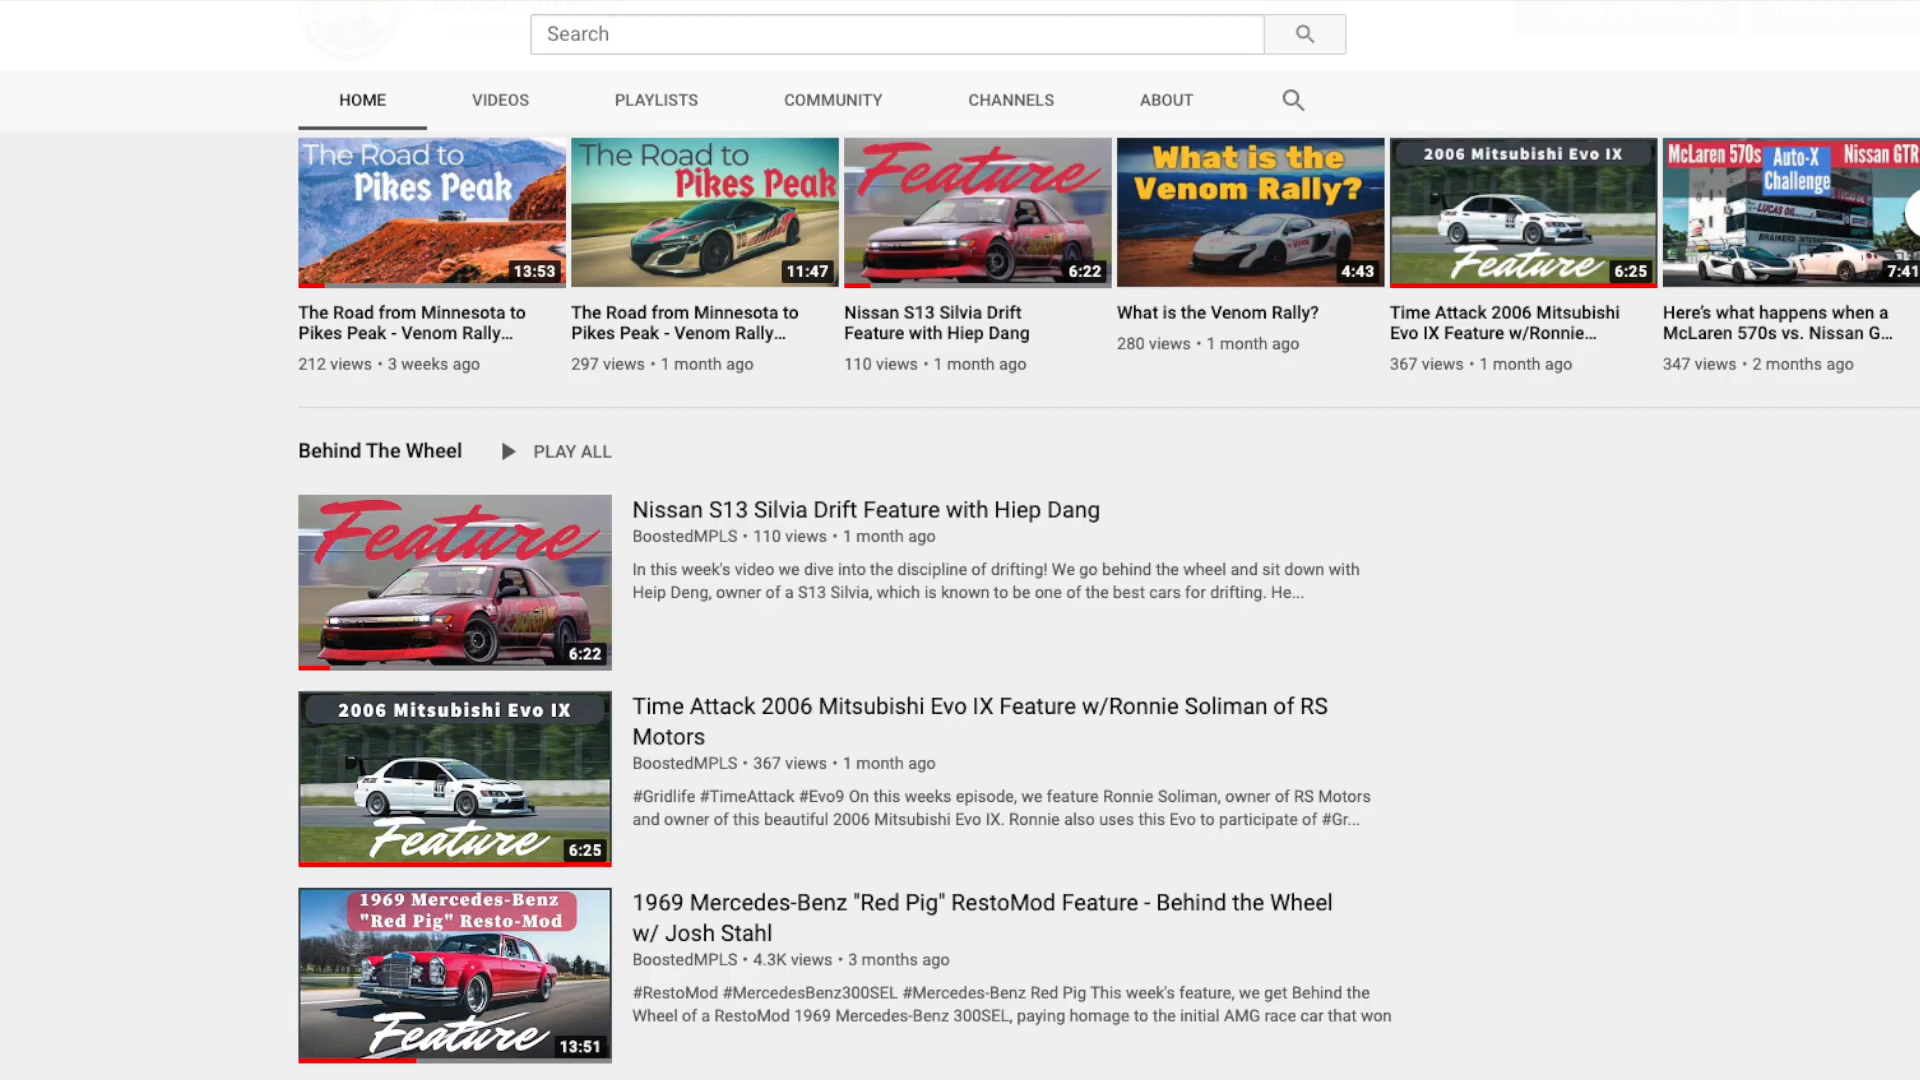 Search
HOME
VIDEOS
PLAYLISTS
COMMUNITY
CHANNELS
ABOUT
The Road to
Pikes Peak
13:53
The Road to
Pikes Peak
11:47
Feature
6:22
What is the
Venom Rally?
4:43
2006 Mitsubishi Evo IX
Feature
6:25
McLaren 570s
Auto-X
Challenge
Nissan GTR
LUCAS OIL
7:41
The Road from Minnesota to
Pikes Peak - Venom Rally...
212 views • 3 weeks ago
The Road from Minnesota to
Pikes Peak - Venom Rally...
297 views • 1 month ago
Nissan S13 Silvia Drift
Feature with Hiep Dang
110 views • 1 month ago
What is the Venom Rally?
280 views • 1 month ago
Time Attack 2006 Mitsubishi
Evo IX Feature w/Ronnie...
367 views • 1 month ago
Here's what happens when a
McLaren 570s vs. Nissan G...
347 views • 2 months ago
Behind The Wheel
PLAY ALL
Feature
6:22
Nissan S13 Silvia Drift Feature with Hiep Dang
BoostedMPLS • 110 views • 1 month ago
In this week's video we dive into the discipline of drifting! We go behind the wheel and sit down with
Heip Deng, owner of a S13 Silvia, which is known to be one of the best cars for drifting. He...
2006 Mitsubishi Evo IX
Feature
6:25
Time Attack 2006 Mitsubishi Evo IX Feature w/Ronnie Soliman of RS
Motors
BoostedMPLS • 367 views • 1 month ago
#Gridlife #TimeAttack #Evo9 On this weeks episode, we feature Ronnie Soliman, owner of RS Motors
and owner of this beautiful 2006 Mitsubishi Evo IX. Ronnie also uses this Evo to participate of #Gr...
1969 Mercedes-Benz
"Red Pig" Resto-Mod
Feature
13:51
1969 Mercedes-Benz "Red Pig" RestoMod Feature - Behind the Wheel
w/ Josh Stahl
BoostedMPLS • 4.3K views • 3 months ago
#RestoMod #MercedesBenz300SEL #Mercedes-Benz Red Pig This week's feature, we get Behind the
Wheel of a RestoMod 1969 Mercedes-Benz 300SEL, paying homage to the initial AMG race car that won